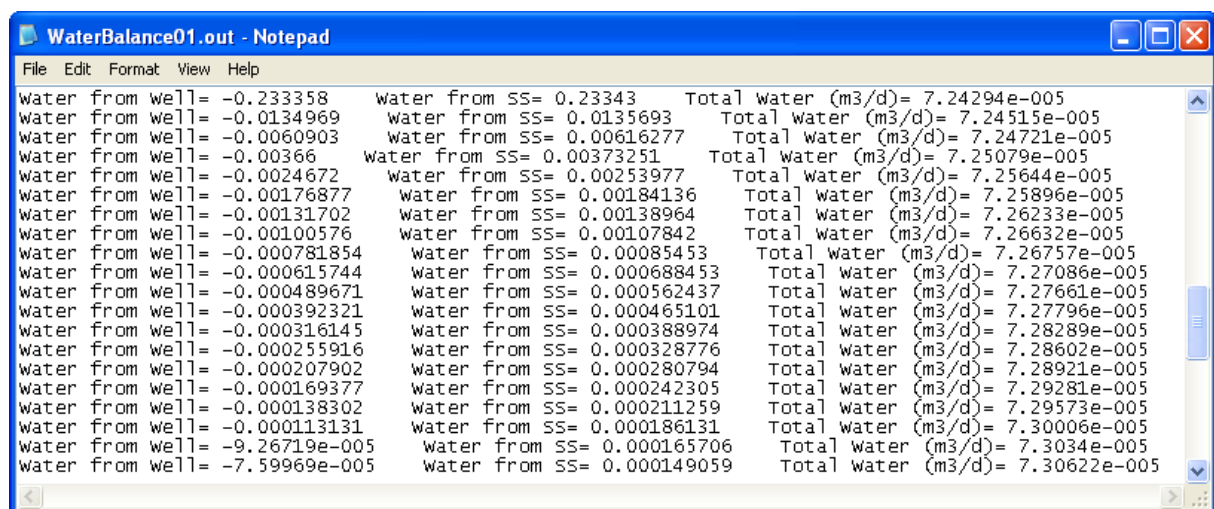 WaterBalance01.out - Notepad
File Edit Format View Help
Water from Well= -0.233358 Water from SS= 0.23343 Total Water (m3/d)= 7.24294e-005
Water from Well= -0.0134969 Water from SS= 0.0135693 Total Water (m3/d)= 7.24515e-005
Water from Well= -0.0060903 Water from SS= 0.00616277 Total Water (m3/d)= 7.24721e-005
Water from Well= -0.00366 Water from SS= 0.00373251 Total Water (m3/d)= 7.25079e-005
Water from Well= -0.0024672 Water from SS= 0.00253977 Total Water (m3/d)= 7.25644e-005
Water from Well= -0.00176877 Water from SS= 0.00184136 Total Water (m3/d)= 7.25896e-005
Water from Well= -0.00131702 Water from SS= 0.00138964 Total Water (m3/d)= 7.26233e-005
Water from Well= -0.00100576 Water from SS= 0.00107842 Total Water (m3/d)= 7.26632e-005
Water from Well= -0.000781854 Water from SS= 0.00085453 Total Water (m3/d)= 7.26757e-005
Water from Well= -0.000615744 Water from SS= 0.000688453 Total Water (m3/d)= 7.27086e-005
Water from Well= -0.000489671 Water from SS= 0.000562437 Total Water (m3/d)= 7.27661e-005
Water from Well= -0.000392321 Water from SS= 0.000465101 Total Water (m3/d)= 7.27796e-005
Water from Well= -0.000316145 Water from SS= 0.000388974 Total Water (m3/d)= 7.28289e-005
Water from Well= -0.000255916 Water from SS= 0.000328776 Total Water (m3/d)= 7.28602e-005
Water from Well= -0.000207902 Water from SS= 0.000280794 Total Water (m3/d)= 7.28921e-005
Water from Well= -0.000169377 Water from SS= 0.000242305 Total Water (m3/d)= 7.29281e-005
Water from Well= -0.000138302 Water from SS= 0.000211259 Total Water (m3/d)= 7.29573e-005
Water from Well= -0.000113131 Water from SS= 0.000186131 Total Water (m3/d)= 7.30006e-005
Water from Well= -9.26719e-005 Water from SS= 0.000165706 Total Water (m3/d)= 7.3034e-005
Water from Well= -7.59969e-005 Water from SS= 0.000149059 Total Water (m3/d)= 7.30622e-005